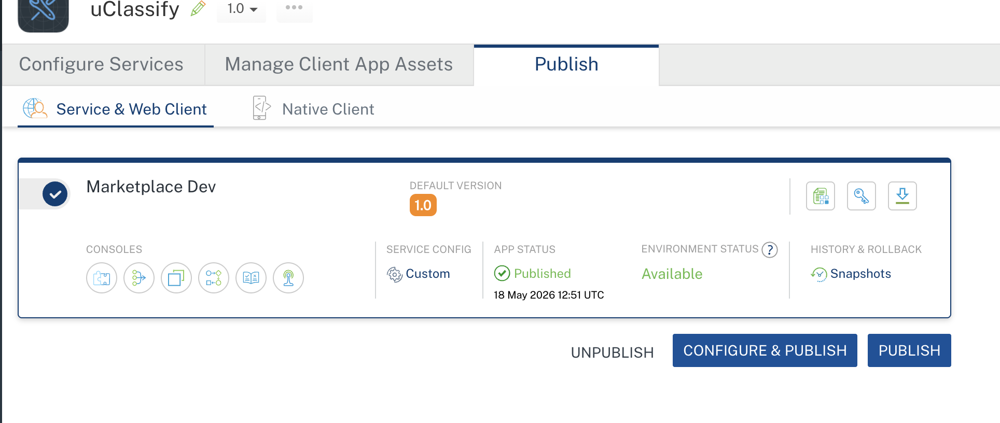 uClassify 1.0
Configure Services Manage Client App Assets Publish
Service & Web Client Native Client
Marketplace Dev
DEFAULT VERSION
1.0
CONSOLES
SERVICE CONFIG
Custom
APP STATUS
Published
18 May 2026 12:51 UTC
ENVIRONMENT STATUS ?
Available
HISTORY & ROLLBACK
Snapshots
UNPUBLISH CONFIGURE & PUBLISH PUBLISH